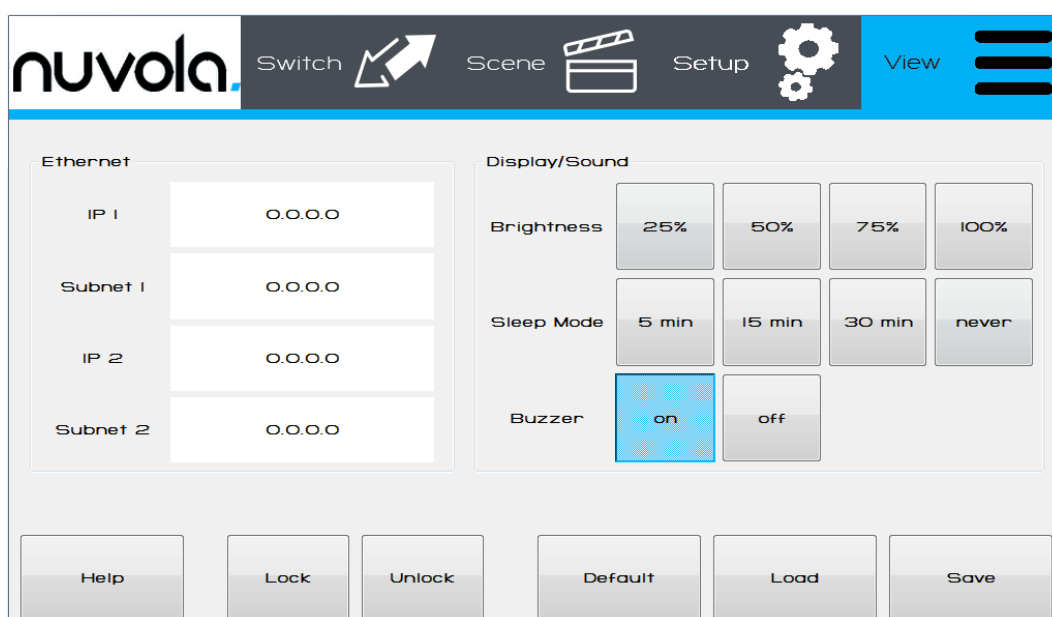 nuvola.
Switch Scene Setup View
Ethernet
IP 1 0.0.0.0
Subnet 1 0.0.0.0
IP 2 0.0.0.0
Subnet 2 0.0.0.0
Display/Sound
Brightness 25% 50% 75% 100%
Sleep Mode 5 min 15 min 30 min never
Buzzer on off
Help Lock Unlock Default Load Save